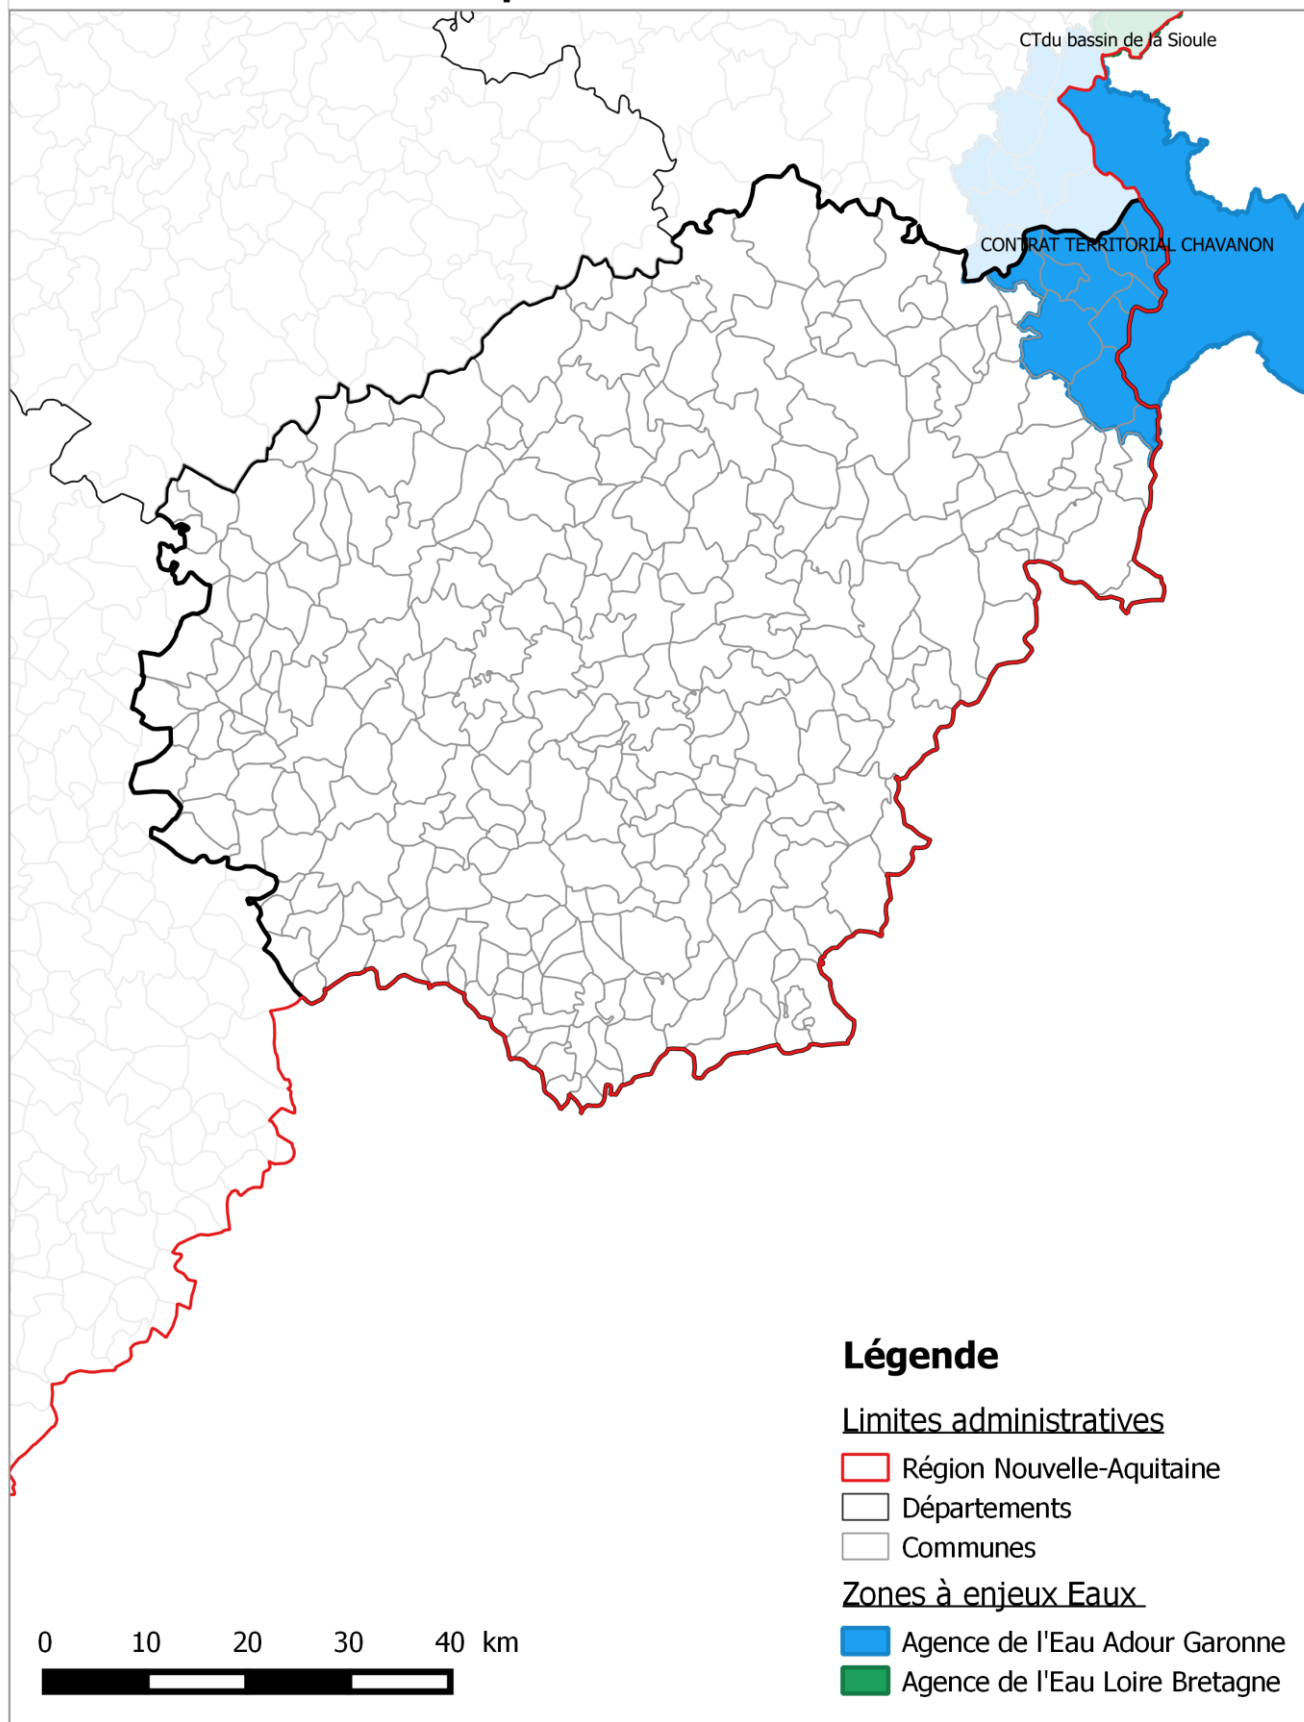 CTdu bassin de la Sioule
CONTRAT TERRITORIAL CHAVANON
Légende
Limites administratives
Région Nouvelle-Aquitaine
Départements
Communes
Zones à enjeux Eaux
Agence de l'Eau Adour Garonne
Agence de l'Eau Loire Bretagne
0 10 20 30 40 km